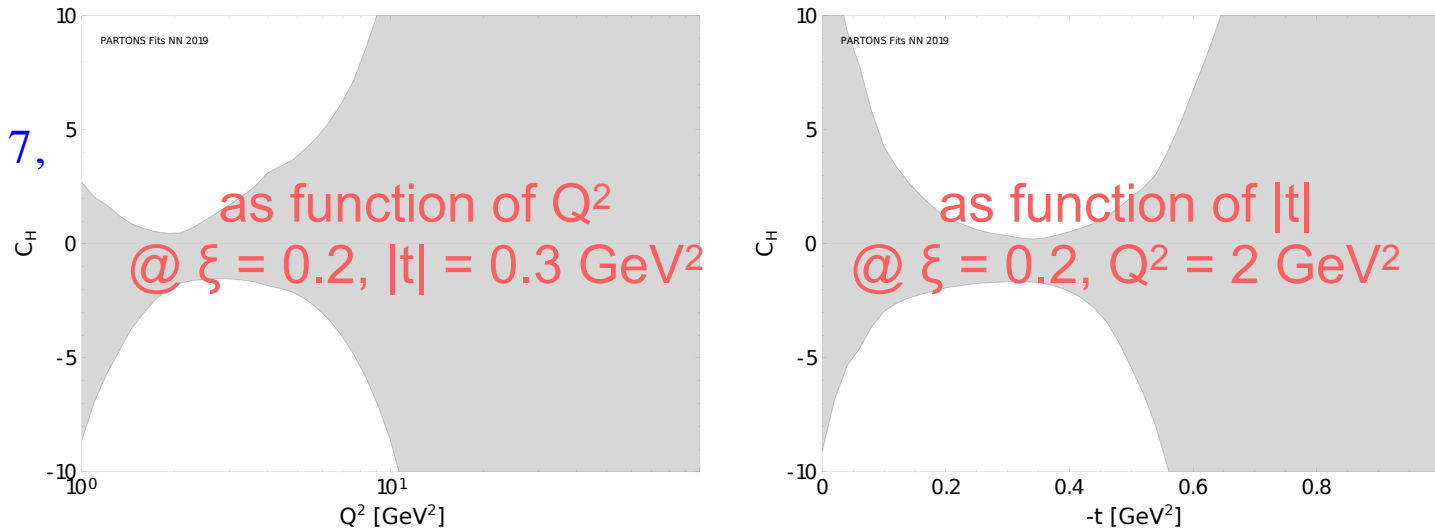 7,
10
5
0
-5
-10
C_H
PARTONS Fits NN 2019
as function of Q²
@ ξ = 0.2, |t| = 0.3 GeV²
10⁰
10¹
Q² [GeV²]
10
5
0
-5
-10
C_H
PARTONS Fits NN 2019
as function of |t|
@ ξ = 0.2, Q² = 2 GeV²
0
0.2
0.4
0.6
0.8
-t [GeV²]